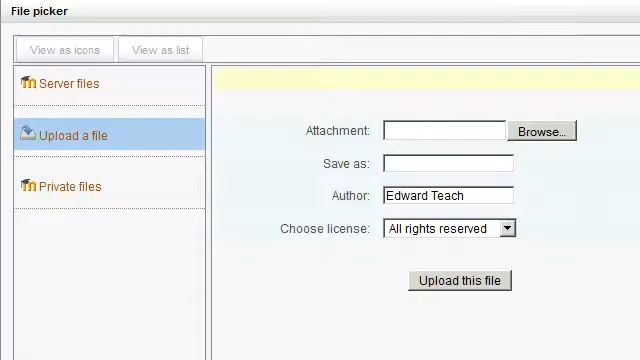 File picker
View as icons
View as list
Server files
Upload a file
Private files
Attachment:
Browse...
Save as:
Author:
Edward Teach
Choose license:
All rights reserved
Upload this file